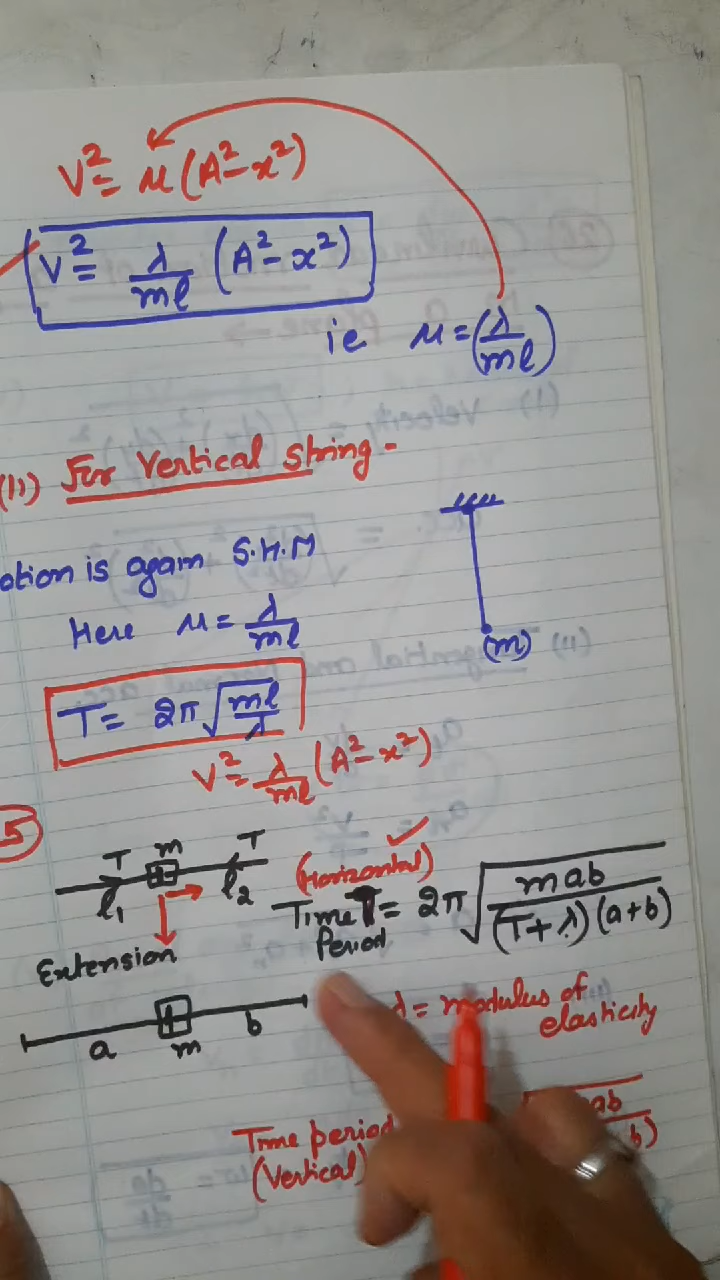 V² = μ(A² - x²)
V² = λ/ml (A² - x²)
ie μ = (λ/ml)
(11) For Vertical String -
otion is again S.H.M
Here μ = λ/ml
(m)
T = 2π√(ml/λ)
V² = λ/ml (A² - x²)
5
T m T
l₁ l₂
(Horizontal)
Time Period T = 2π√(mab/((T+λ)(a+b)))
Extension
a m b
λ = modulus of
elasticity
Time period
(Vertical)
ab
b)